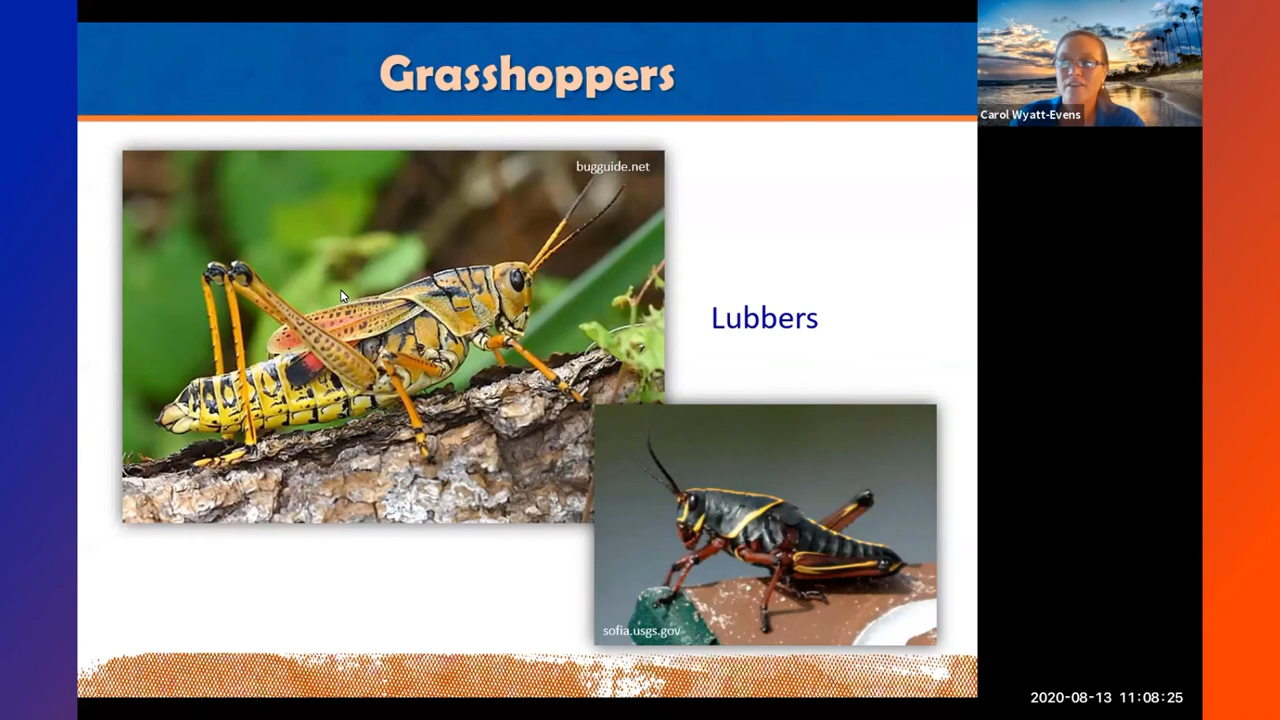 Grasshoppers
Carol Wyatt-Evens
bugguide.net
Lubbers
sofia.usgs.gov
2020-08-13 11:08:25